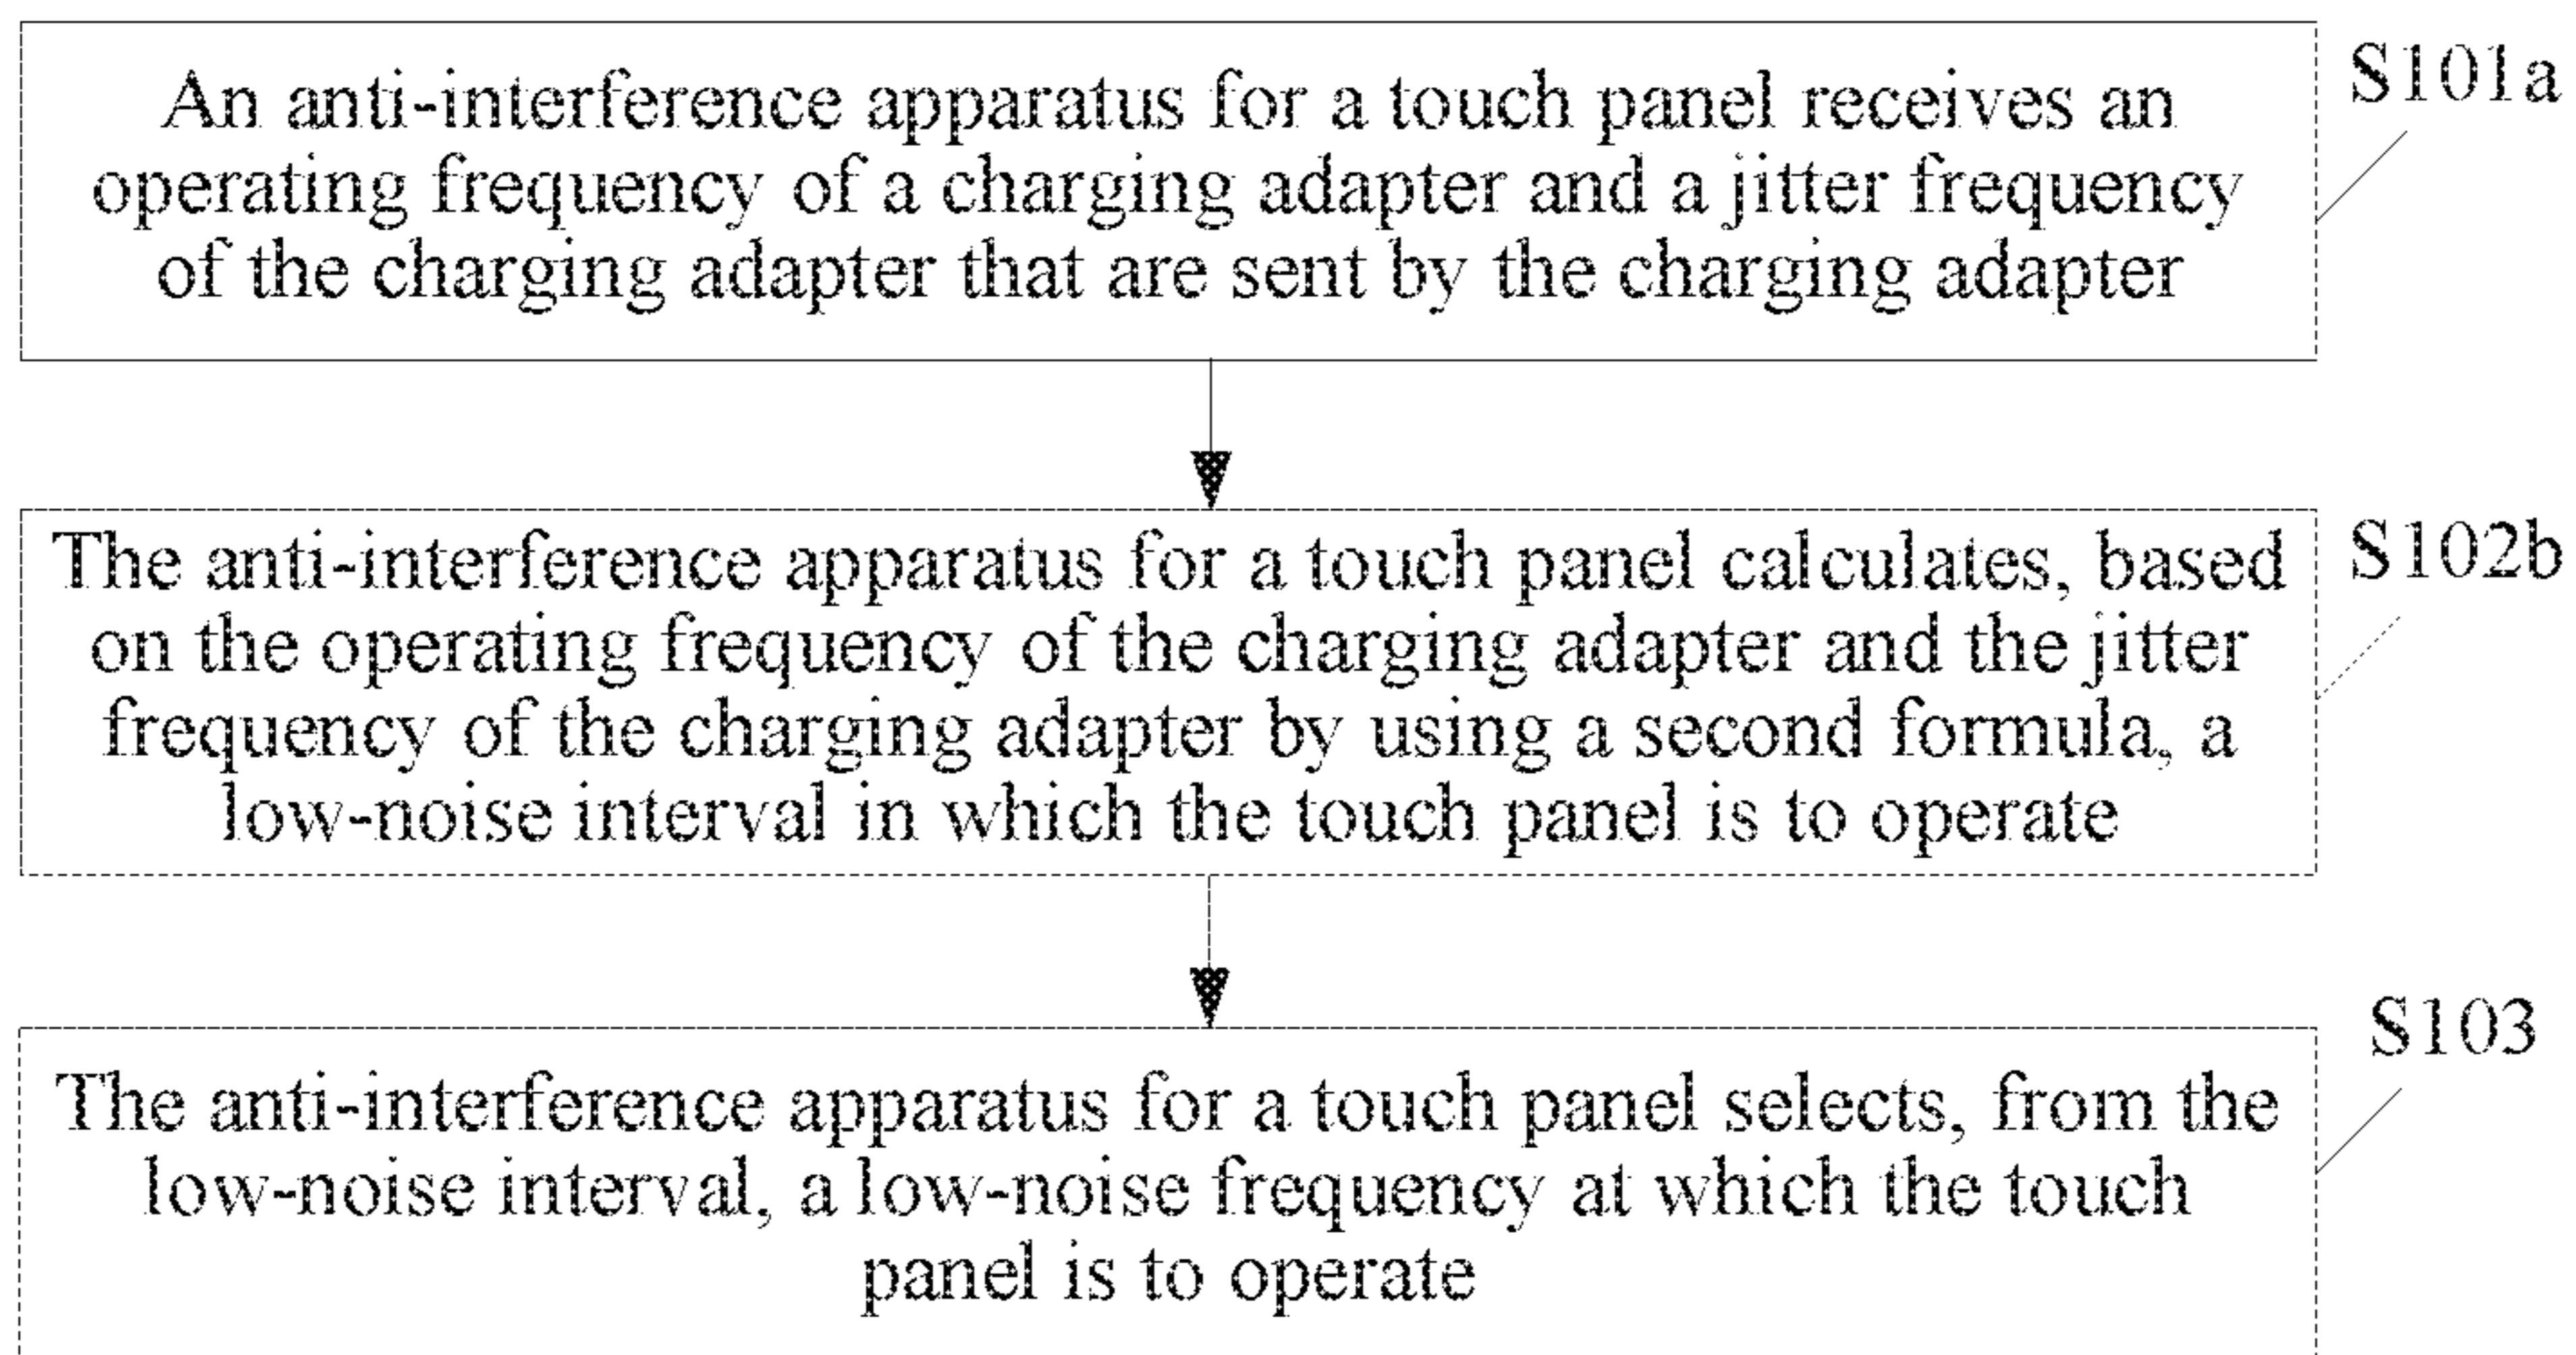 An anti-interference apparatus for a touch panel receives an
operating frequency of a charging adapter and a jitter frequency
of the charging adapter that are sent by the charging adapter
S101a
The anti-interference apparatus for a touch panel calculates, based
on the operating frequency of the charging adapter and the jitter
frequency of the charging adapter by using a second formula, a
low-noise interval in which the touch panel is to operate
S102b
The anti-interference apparatus for a touch panel selects, from the
low-noise interval, a low-noise frequency at which the touch
panel is to operate
S103